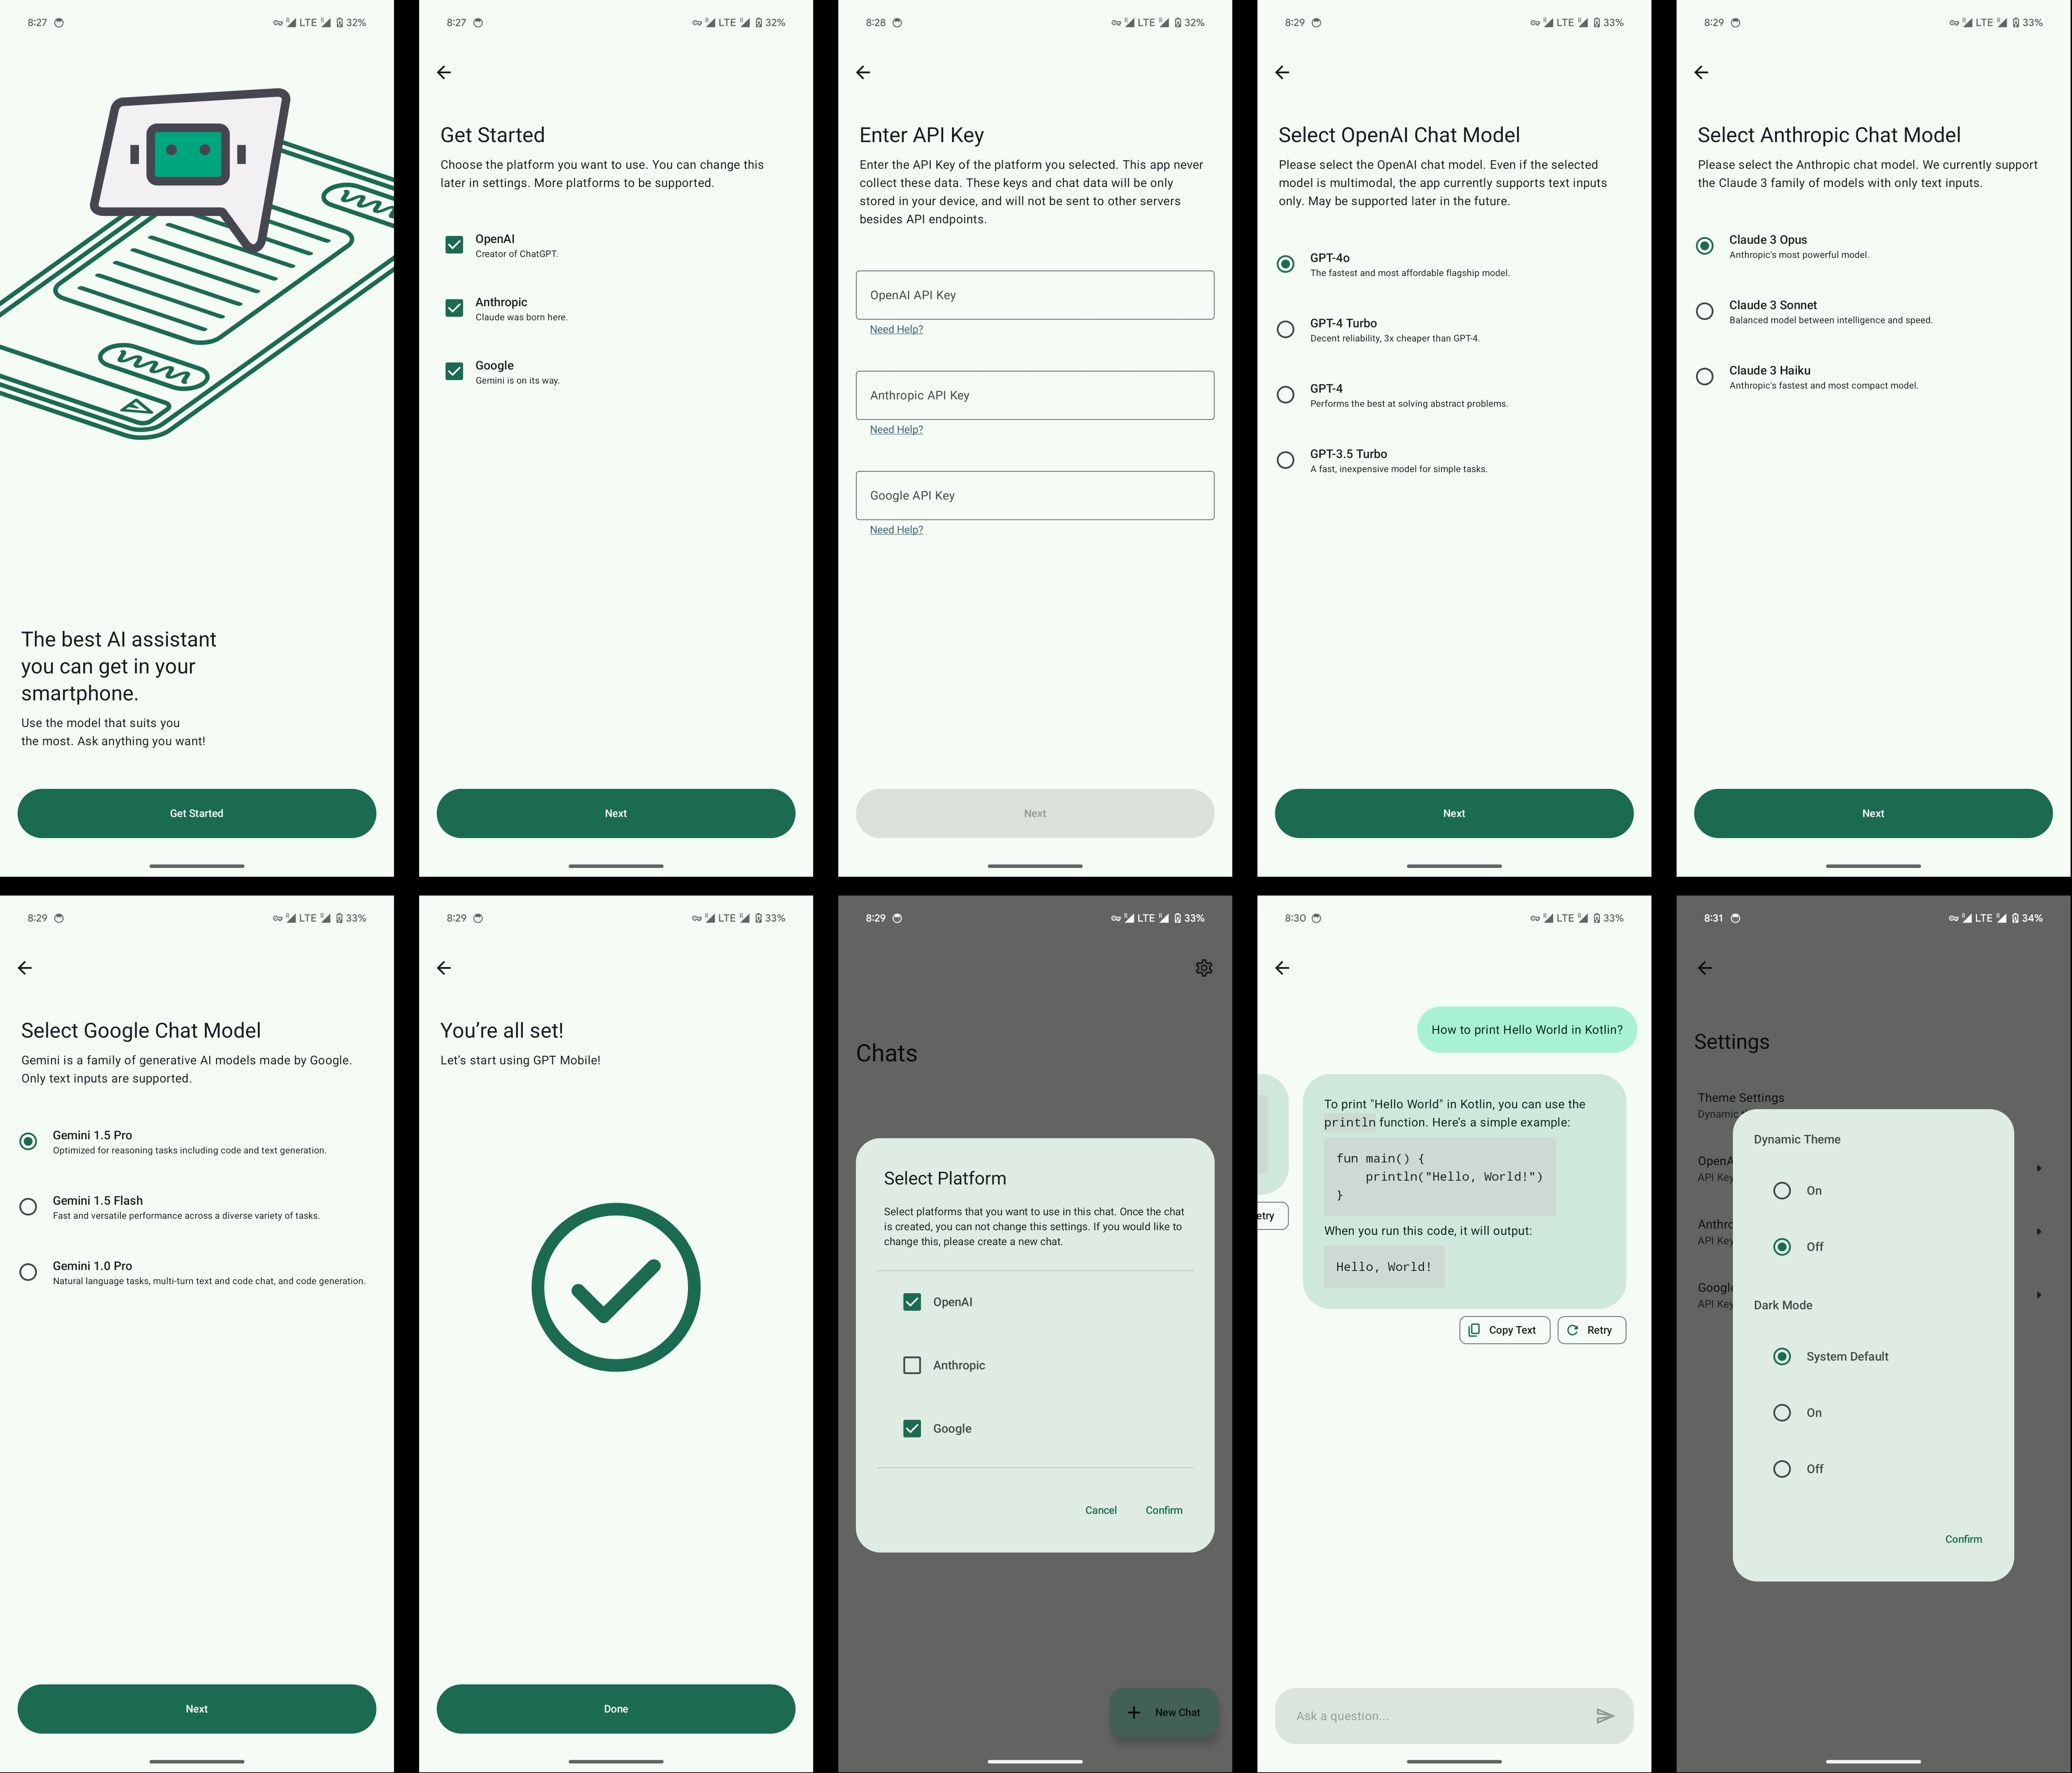 8:27
R LTE R 32%
The best AI assistant
you can get in your
smartphone.
Use the model that suits you
the most. Ask anything you want!
Get Started
8:27
R LTE R 32%
Get Started
Choose the platform you want to use. You can change this
later in settings. More platforms to be supported.
OpenAI
Creator of ChatGPT.
Anthropic
Claude was born here.
Google
Gemini is on its way.
Next
8:28
R LTE R 32%
Enter API Key
Enter the API Key of the platform you selected. This app never
collect these data. These keys and chat data will be only
stored in your device, and will not be sent to other servers
besides API endpoints.
OpenAI API Key
Need Help?
Anthropic API Key
Need Help?
Google API Key
Need Help?
Next
8:29
R LTE R 33%
Select OpenAI Chat Model
Please select the OpenAI chat model. Even if the selected
model is multimodal, the app currently supports text inputs
only. May be supported later in the future.
GPT-4o
The fastest and most affordable flagship model.
GPT-4 Turbo
Decent reliability, 3x cheaper than GPT-4.
GPT-4
Performs the best at solving abstract problems.
GPT-3.5 Turbo
A fast, inexpensive model for simple tasks.
Next
8:29
R LTE R 33%
Select Anthropic Chat Model
Please select the Anthropic chat model. We currently support
the Claude 3 family of models with only text inputs.
Claude 3 Opus
Anthropic's most powerful model.
Claude 3 Sonnet
Balanced model between intelligence and speed.
Claude 3 Haiku
Anthropic's fastest and most compact model.
Next
8:29
R LTE R 33%
Select Google Chat Model
Gemini is a family of generative AI models made by Google.
Only text inputs are supported.
Gemini 1.5 Pro
Optimized for reasoning tasks including code and text generation.
Gemini 1.5 Flash
Fast and versatile performance across a diverse variety of tasks.
Gemini 1.0 Pro
Natural language tasks, multi-turn text and code chat, and code generation.
Next
8:29
R LTE R 33%
You’re all set!
Let’s start using GPT Mobile!
Done
8:29
R LTE R 33%
Chats
Select Platform
Select platforms that you want to use in this chat. Once the chat
is created, you can not change this settings. If you would like to
change this, please create a new chat.
OpenAI
Anthropic
Google
Cancel Confirm
New Chat
8:30
R LTE R 33%
How to print Hello World in Kotlin?
To print "Hello World" in Kotlin, you can use the
println function. Here's a simple example:
fun main() {
    println("Hello, World!")
}
When you run this code, it will output:
Hello, World!
etry
Copy Text Retry
Ask a question...
8:31
R LTE R 34%
Settings
Theme Settings
Dynamic
OpenA
API Key
Anthro
API Key
Google
API Key
Dynamic Theme
On
Off
Dark Mode
System Default
On
Off
Confirm